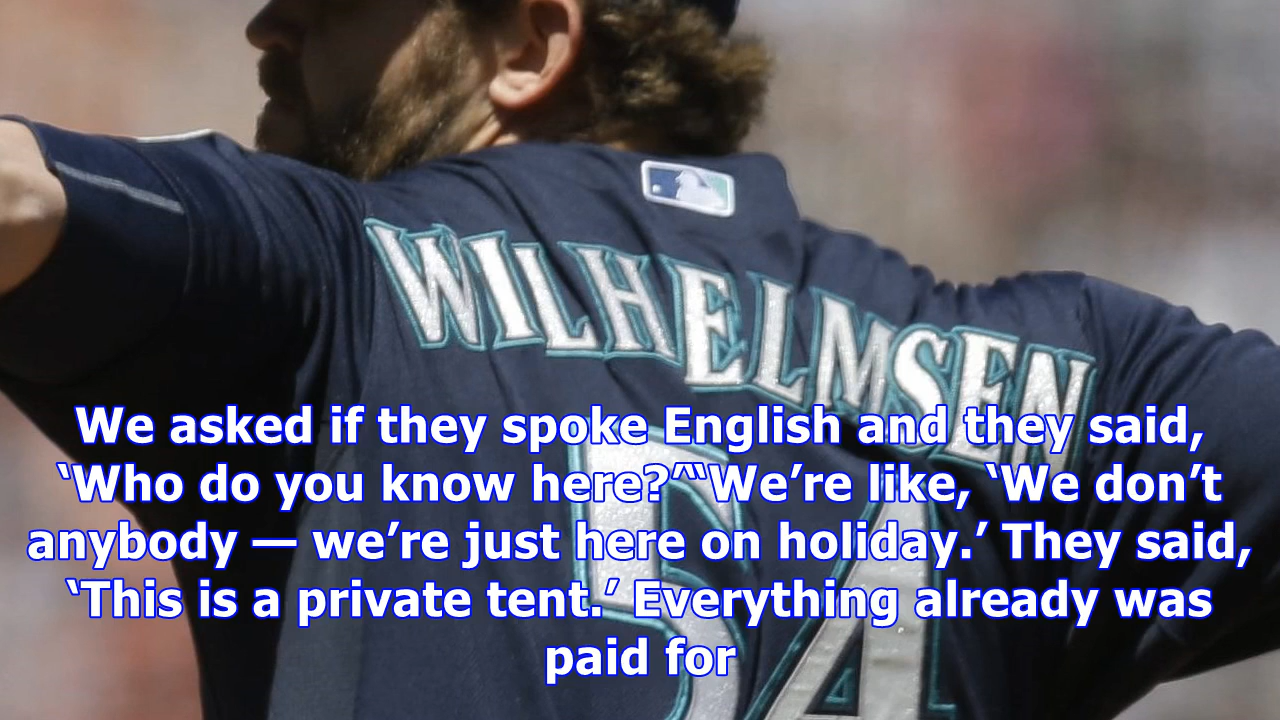 WILHELMSEN
54
We asked if they spoke English and they said,
‘Who do you know here?’“We’re like, ‘We don’t
anybody — we’re just here on holiday.’ They said,
‘This is a private tent.’ Everything already was
paid for